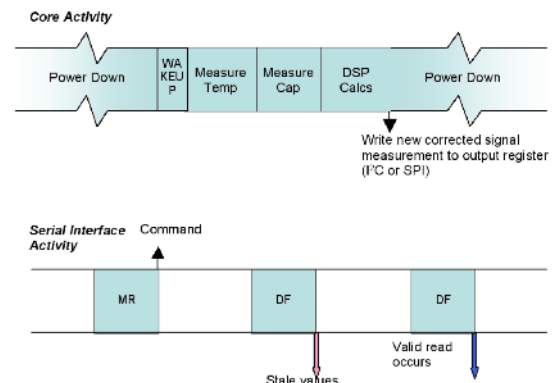 Core Activity
Power Down
WA
KEU
P
Measure
Temp
Measure
Cap
DSP
Calcs
Power Down
Write new corrected signal
measurement to output register
(I²C or SPI)
Serial Interface
Activity
Command
MR
DF
DF
Valid read
occurs
Stale values